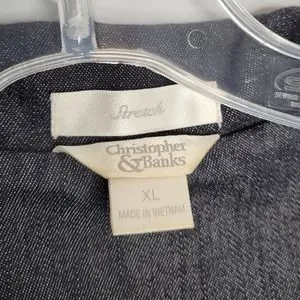 Stretch
Christopher
& Banks
XL
MADE IN VIETNAM